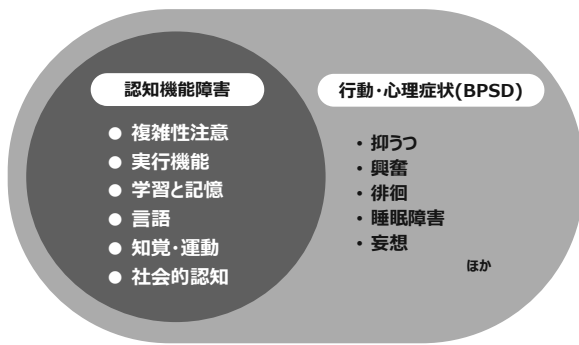 認知機能障害
● 複雑性注意
● 実行機能
● 学習と記憶
● 言語
● 知覚・運動
● 社会的認知
行動・心理症状(BPSD)
・ 抑うつ
・ 興奮
・ 徘徊
・ 睡眠障害
・ 妄想
ほか